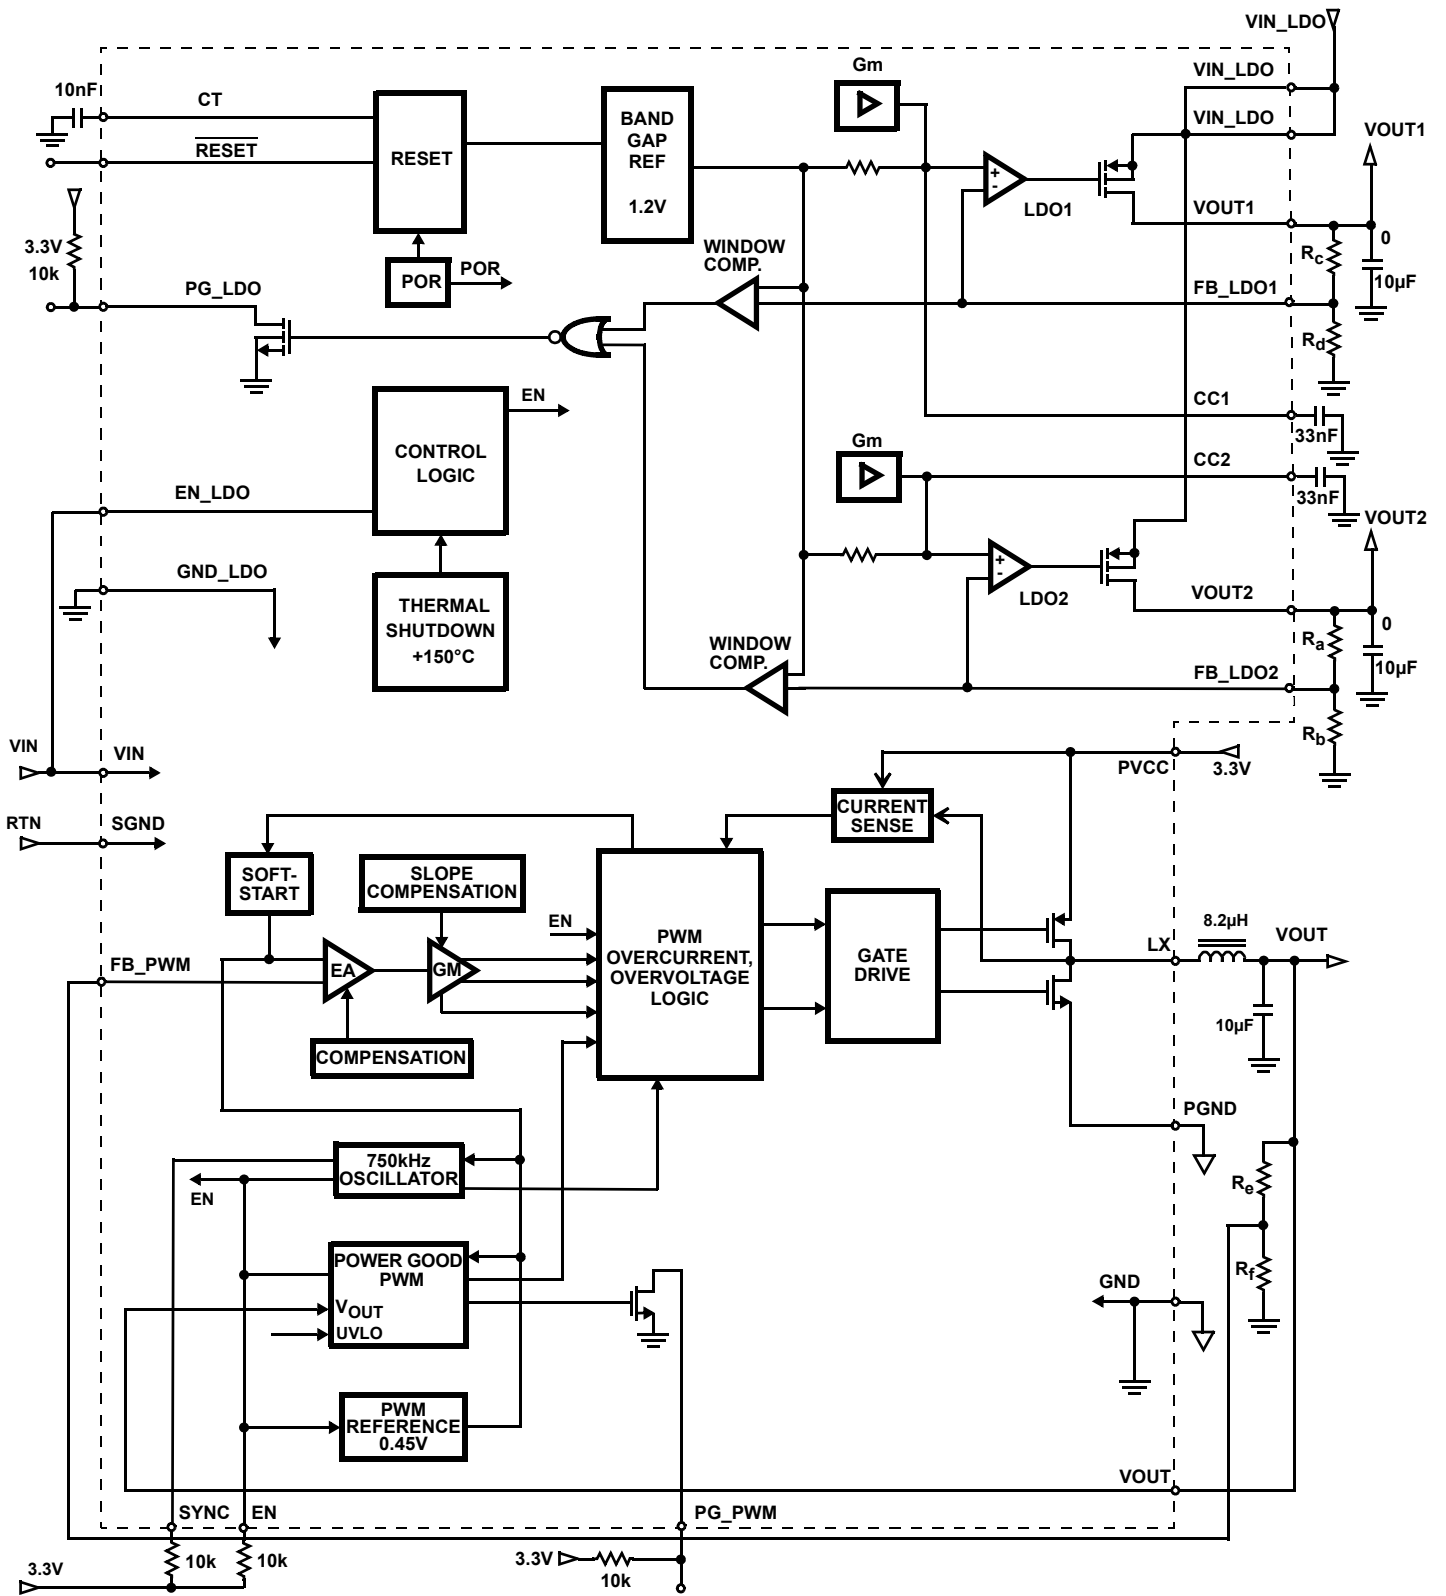 VIN_LDO
10nF
CT
RESET
RESET
BAND
GAP
REF
1.2V
Gm
VIN_LDO
VIN_LDO
VOUT1
+
-
LDO1
VOUT1
0
Rc
10µF
3.3V
10k
POR
POR
WINDOW
COMP.
PG_LDO
FB_LDO1
Rd
EN
CONTROL
LOGIC
CC1
33nF
Gm
CC2
33nF
EN_LDO
VOUT2
GND_LDO
THERMAL
SHUTDOWN
+150°C
+
-
LDO2
VOUT2
0
Ra
10µF
WINDOW
COMP.
FB_LDO2
Rb
VIN
VIN
PVCC
3.3V
RTN
SGND
CURRENT
SENSE
SOFT-
START
SLOPE
COMPENSATION
EN
PWM
OVERCURRENT,
OVERVOLTAGE
LOGIC
GATE
DRIVE
8.2µH
LX
VOUT
FB_PWM
EA
GM
10µF
COMPENSATION
PGND
750kHz
OSCILLATOR
EN
Re
POWER GOOD
PWM
VOUT
UVLO
GND
Rf
PWM
REFERENCE
0.45V
VOUT
SYNC
EN
PG_PWM
10k
10k
3.3V
3.3V
10k